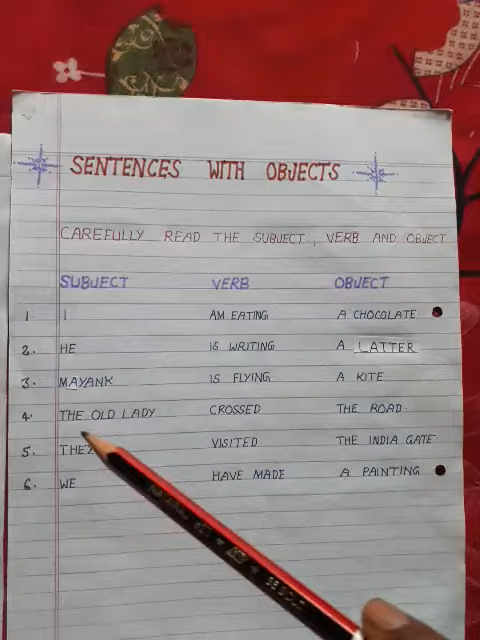 SENTENCES WITH OBJECTS
CAREFULLY READ THE SUBJECT, VERB AND OBJECT
SUBJECT VERB OBJECT
1 I AM EATING A CHOCOLATE.
2. HE IS WRITING A LATTER
3. MAYANK IS FLYING A KITE
4. THE OLD LADY CROSSED THE ROAD.
5. THEY VISITED THE INDIA GATE.
6. WE HAVE MADE A PAINTING